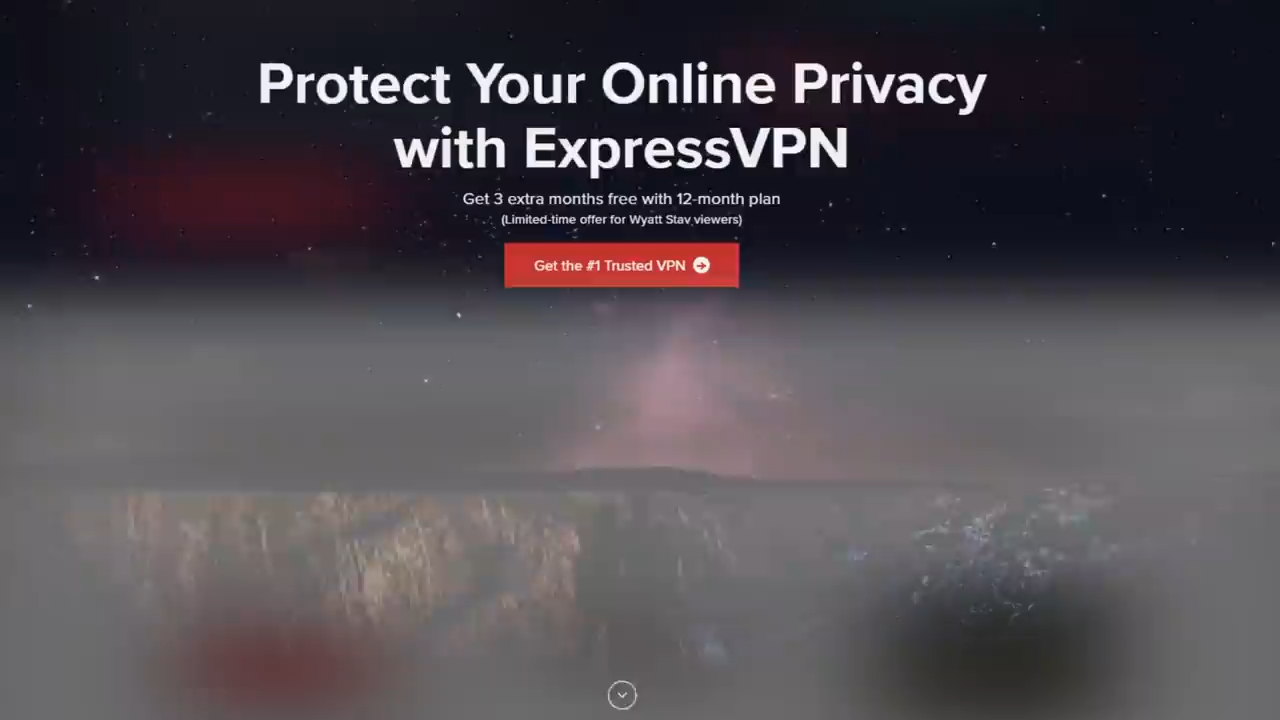 Protect Your Online Privacy
with ExpressVPN
Get 3 extra months free with 12-month plan
(Limited-time offer for Wyatt Stav viewers)
Get the #1 Trusted VPN